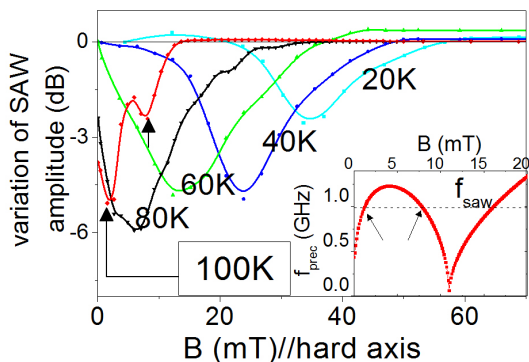 variation of SAW
amplitude (dB)
0
-3
-6
20K
40K
60K
80K
100K
0 20 40 60
B (mT)//hard axis
B (mT)
0 5 10 15 20
f_saw
f_prec (GHz)
1.0
0.5
0.0